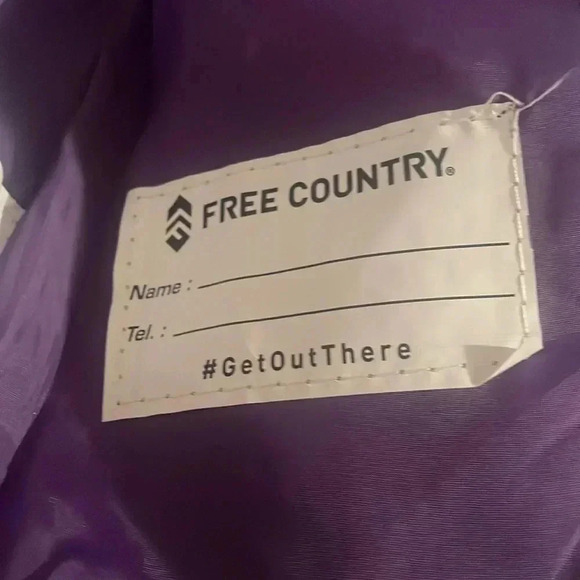 FREE COUNTRY®
Name :
Tel. :
#GetOutThere